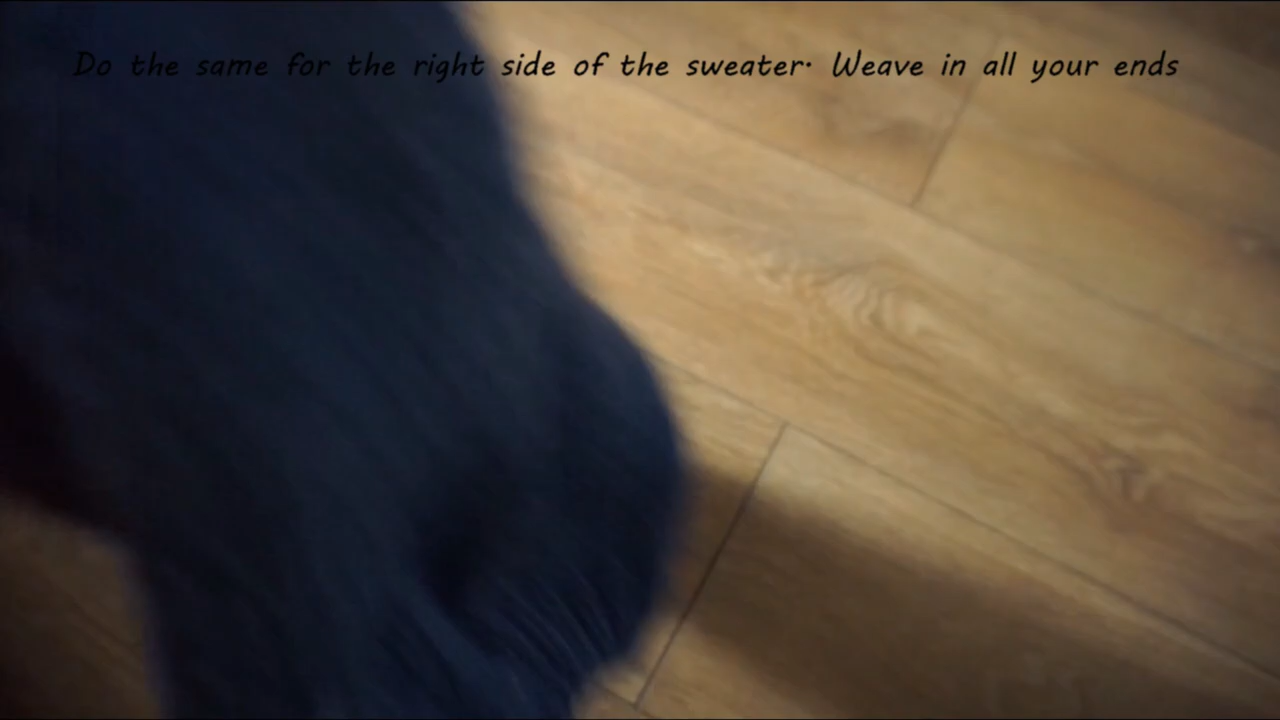 Do the same for the right side of the sweater. Weave in all your ends